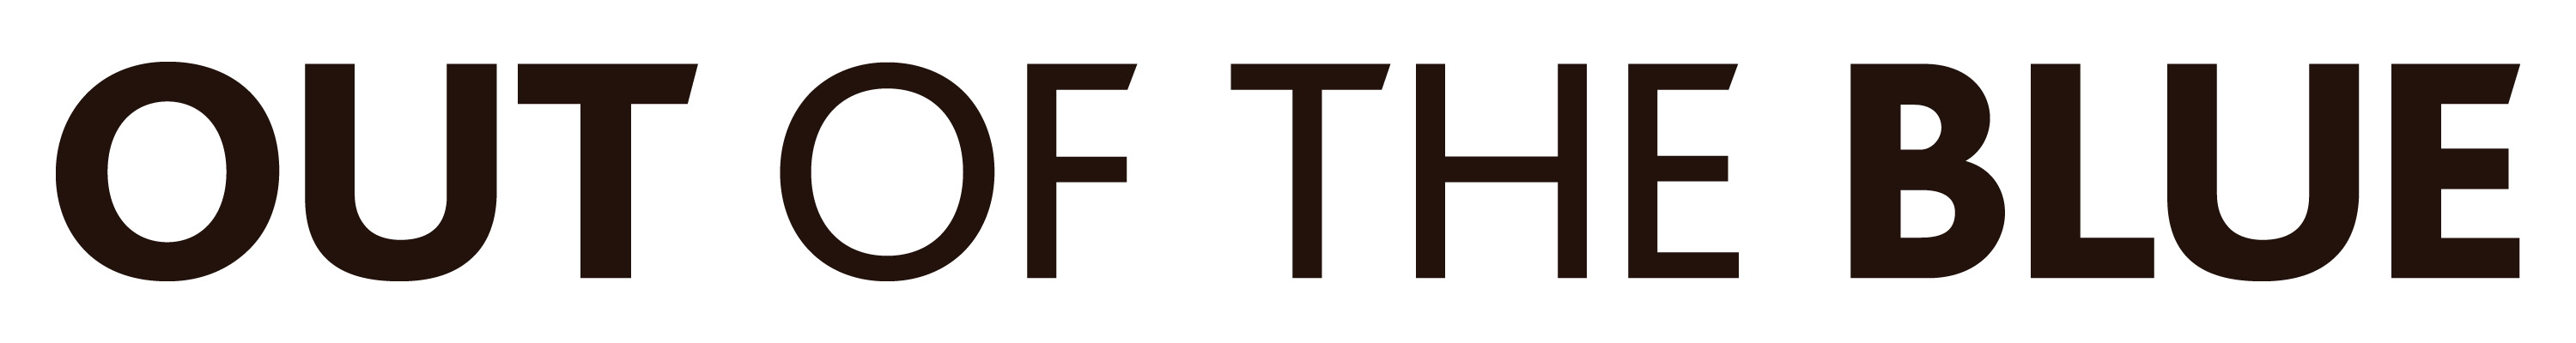 OUT OF THE BLUE